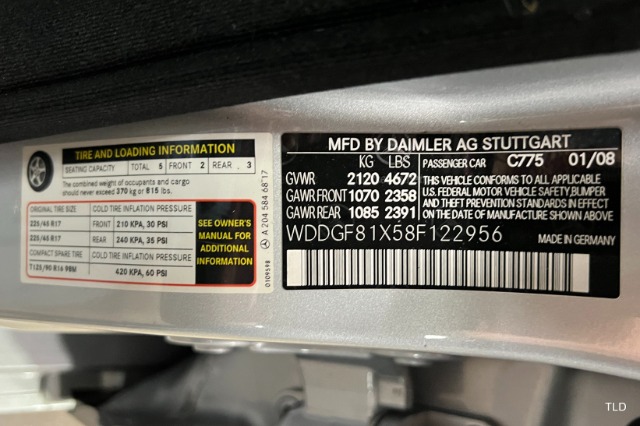 TIRE AND LOADING INFORMATION
SEATING CAPACITY TOTAL 5 FRONT 2 REAR 3
The combined weight of occupants and cargo
should never exceed 370 kg or 815 lbs.
ORIGINAL TIRE SIZE COLD TIRE INFLATION PRESSURE
225/45 R17 FRONT 210 KPA, 30 PSI
225/45 R17 REAR 240 KPA, 35 PSI
COMPACT SPARE TIRE COLD TIRE INFLATION PRESSURE
T125/90 R16 98M 420 KPA, 60 PSI
SEE OWNER'S
MANUAL FOR
ADDITIONAL
INFORMATION
A 204 584 68 17
0109598
MFD BY DAIMLER AG STUTTGART
KG LBS PASSENGER CAR C775 01/08
GVWR 2120 4672
GAWR FRONT 1070 2358
GAWR REAR 1085 2391
THIS VEHICLE CONFORMS TO ALL APPLICABLE
U.S. FEDERAL MOTOR VEHICLE SAFETY,BUMPER
AND THEFT PREVENTION STANDARDS IN EFFECT
ON THE DATE OF MANUFACTURE SHOWN ABOVE
WDDGF81X58F122956 MADE IN GERMANY
TLD